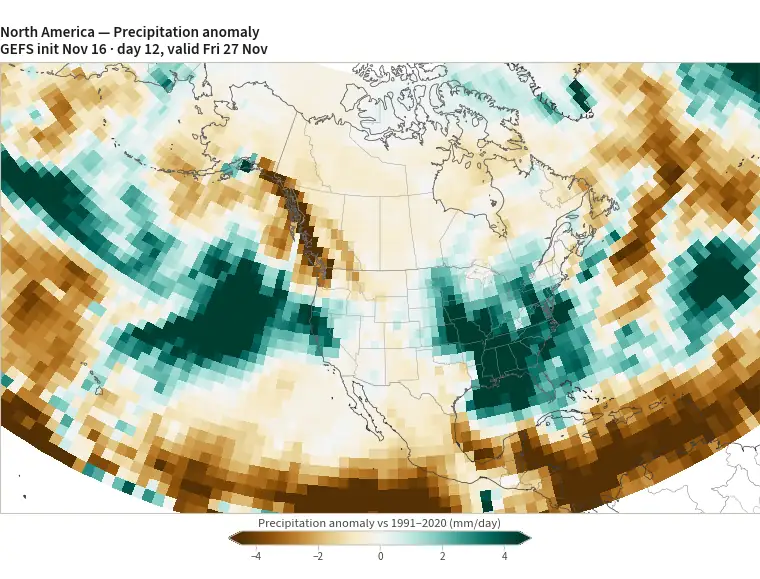 North America — Precipitation anomaly
GEFS init Nov 16 · day 12, valid Fri 27 Nov
Precipitation anomaly vs 1991–2020 (mm/day)
−4 −2 0 2 4